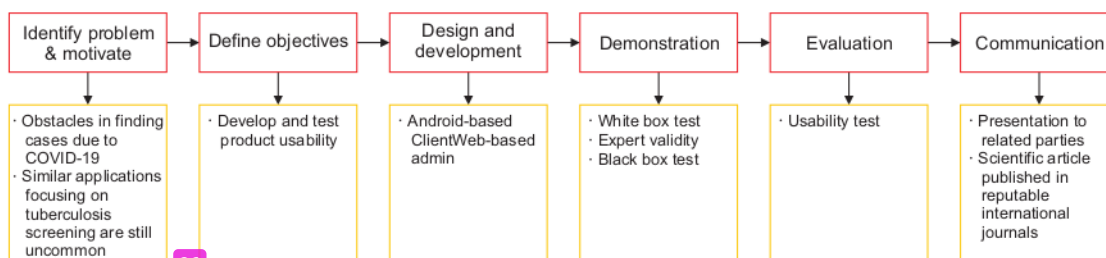 Identify problem
& motivate
Define objectives
Design and
development
Demonstration
Evaluation
Communication
· Obstacles in finding
cases due to
COVID-19
· Similar applications
focusing on
tuberculosis
screening are still
uncommon
· Develop and test
product usability
· Android-based
ClientWeb-based
admin
· White box test
· Expert validity
· Black box test
· Usability test
· Presentation to
related parties
· Scientific article
published in
reputable
international
journals